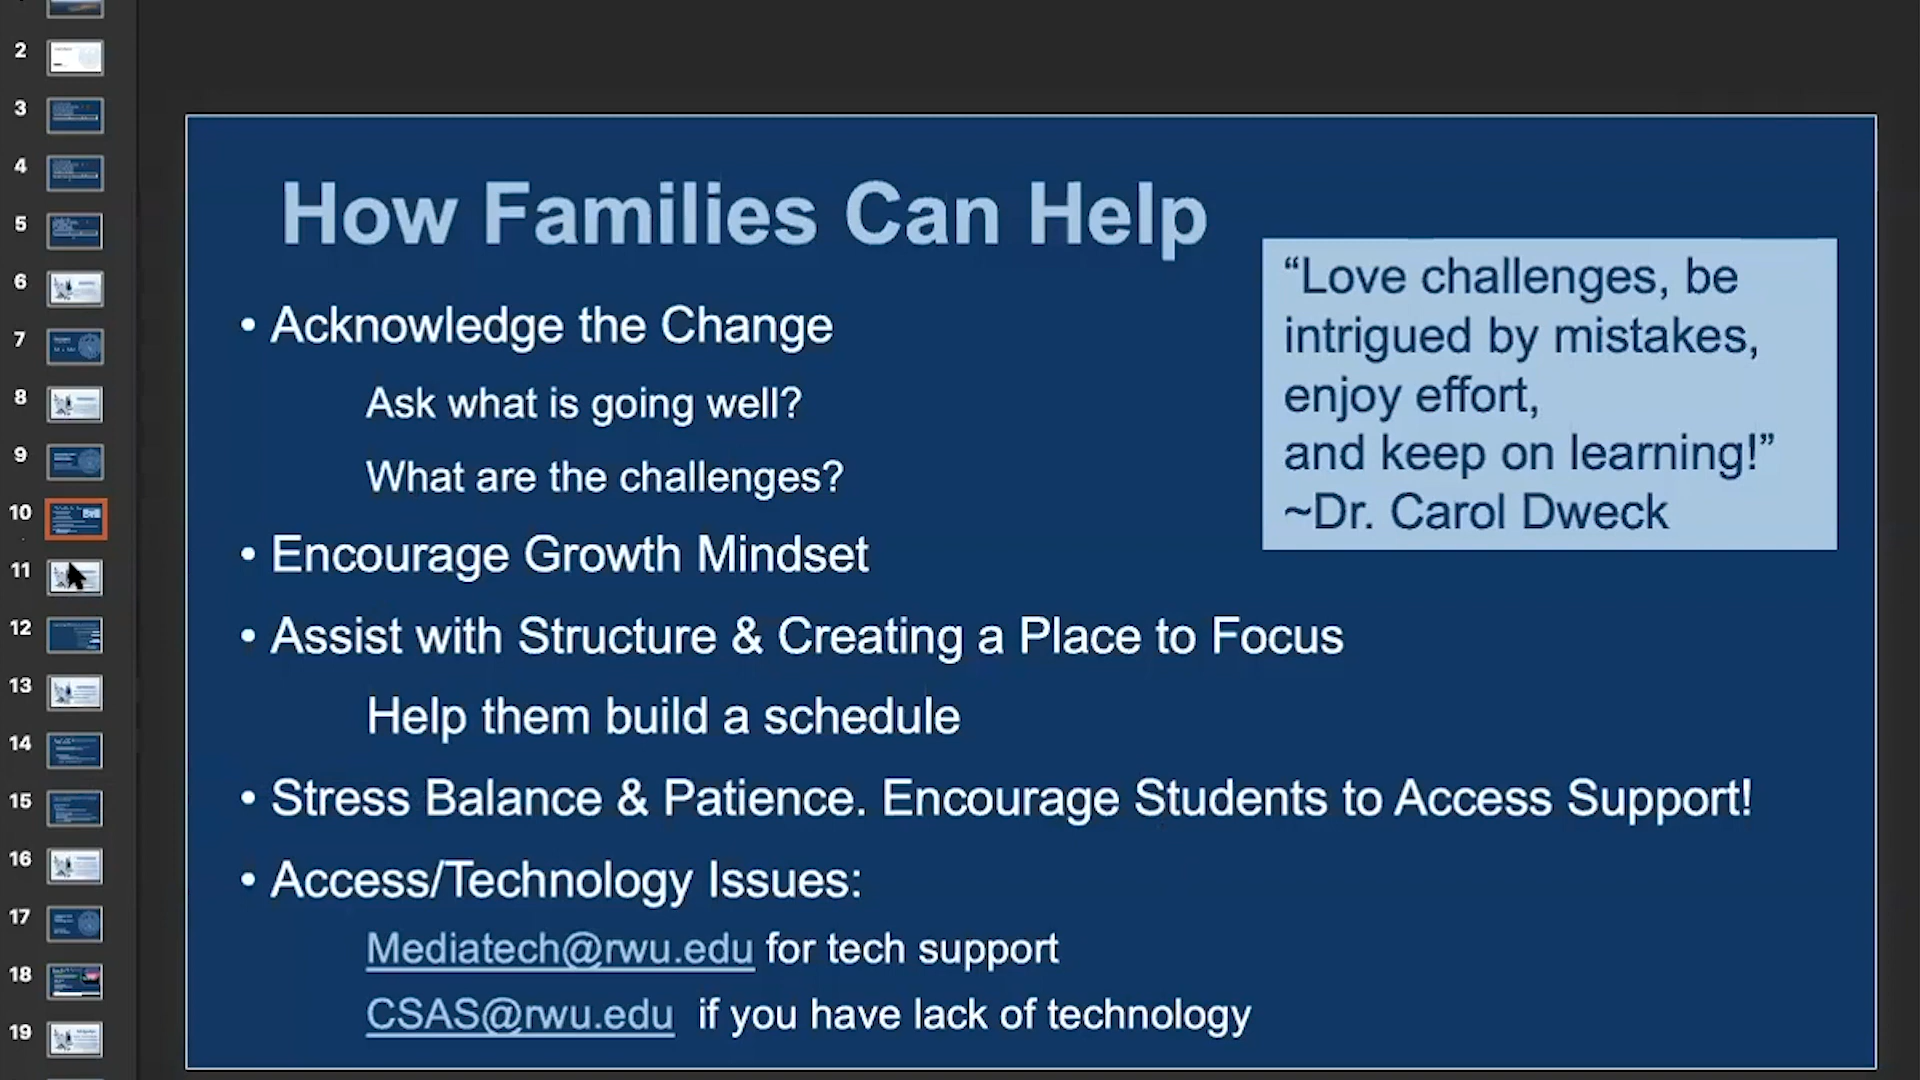 2
3
4
5
6
7
8
9
10
11
12
13
14
15
16
17
18
19
How Families Can Help
• Acknowledge the Change
Ask what is going well?
What are the challenges?
• Encourage Growth Mindset
• Assist with Structure & Creating a Place to Focus
Help them build a schedule
• Stress Balance & Patience. Encourage Students to Access Support!
• Access/Technology Issues:
Mediatech@rwu.edu for tech support
CSAS@rwu.edu if you have lack of technology
“Love challenges, be
intrigued by mistakes,
enjoy effort,
and keep on learning!”
~Dr. Carol Dweck